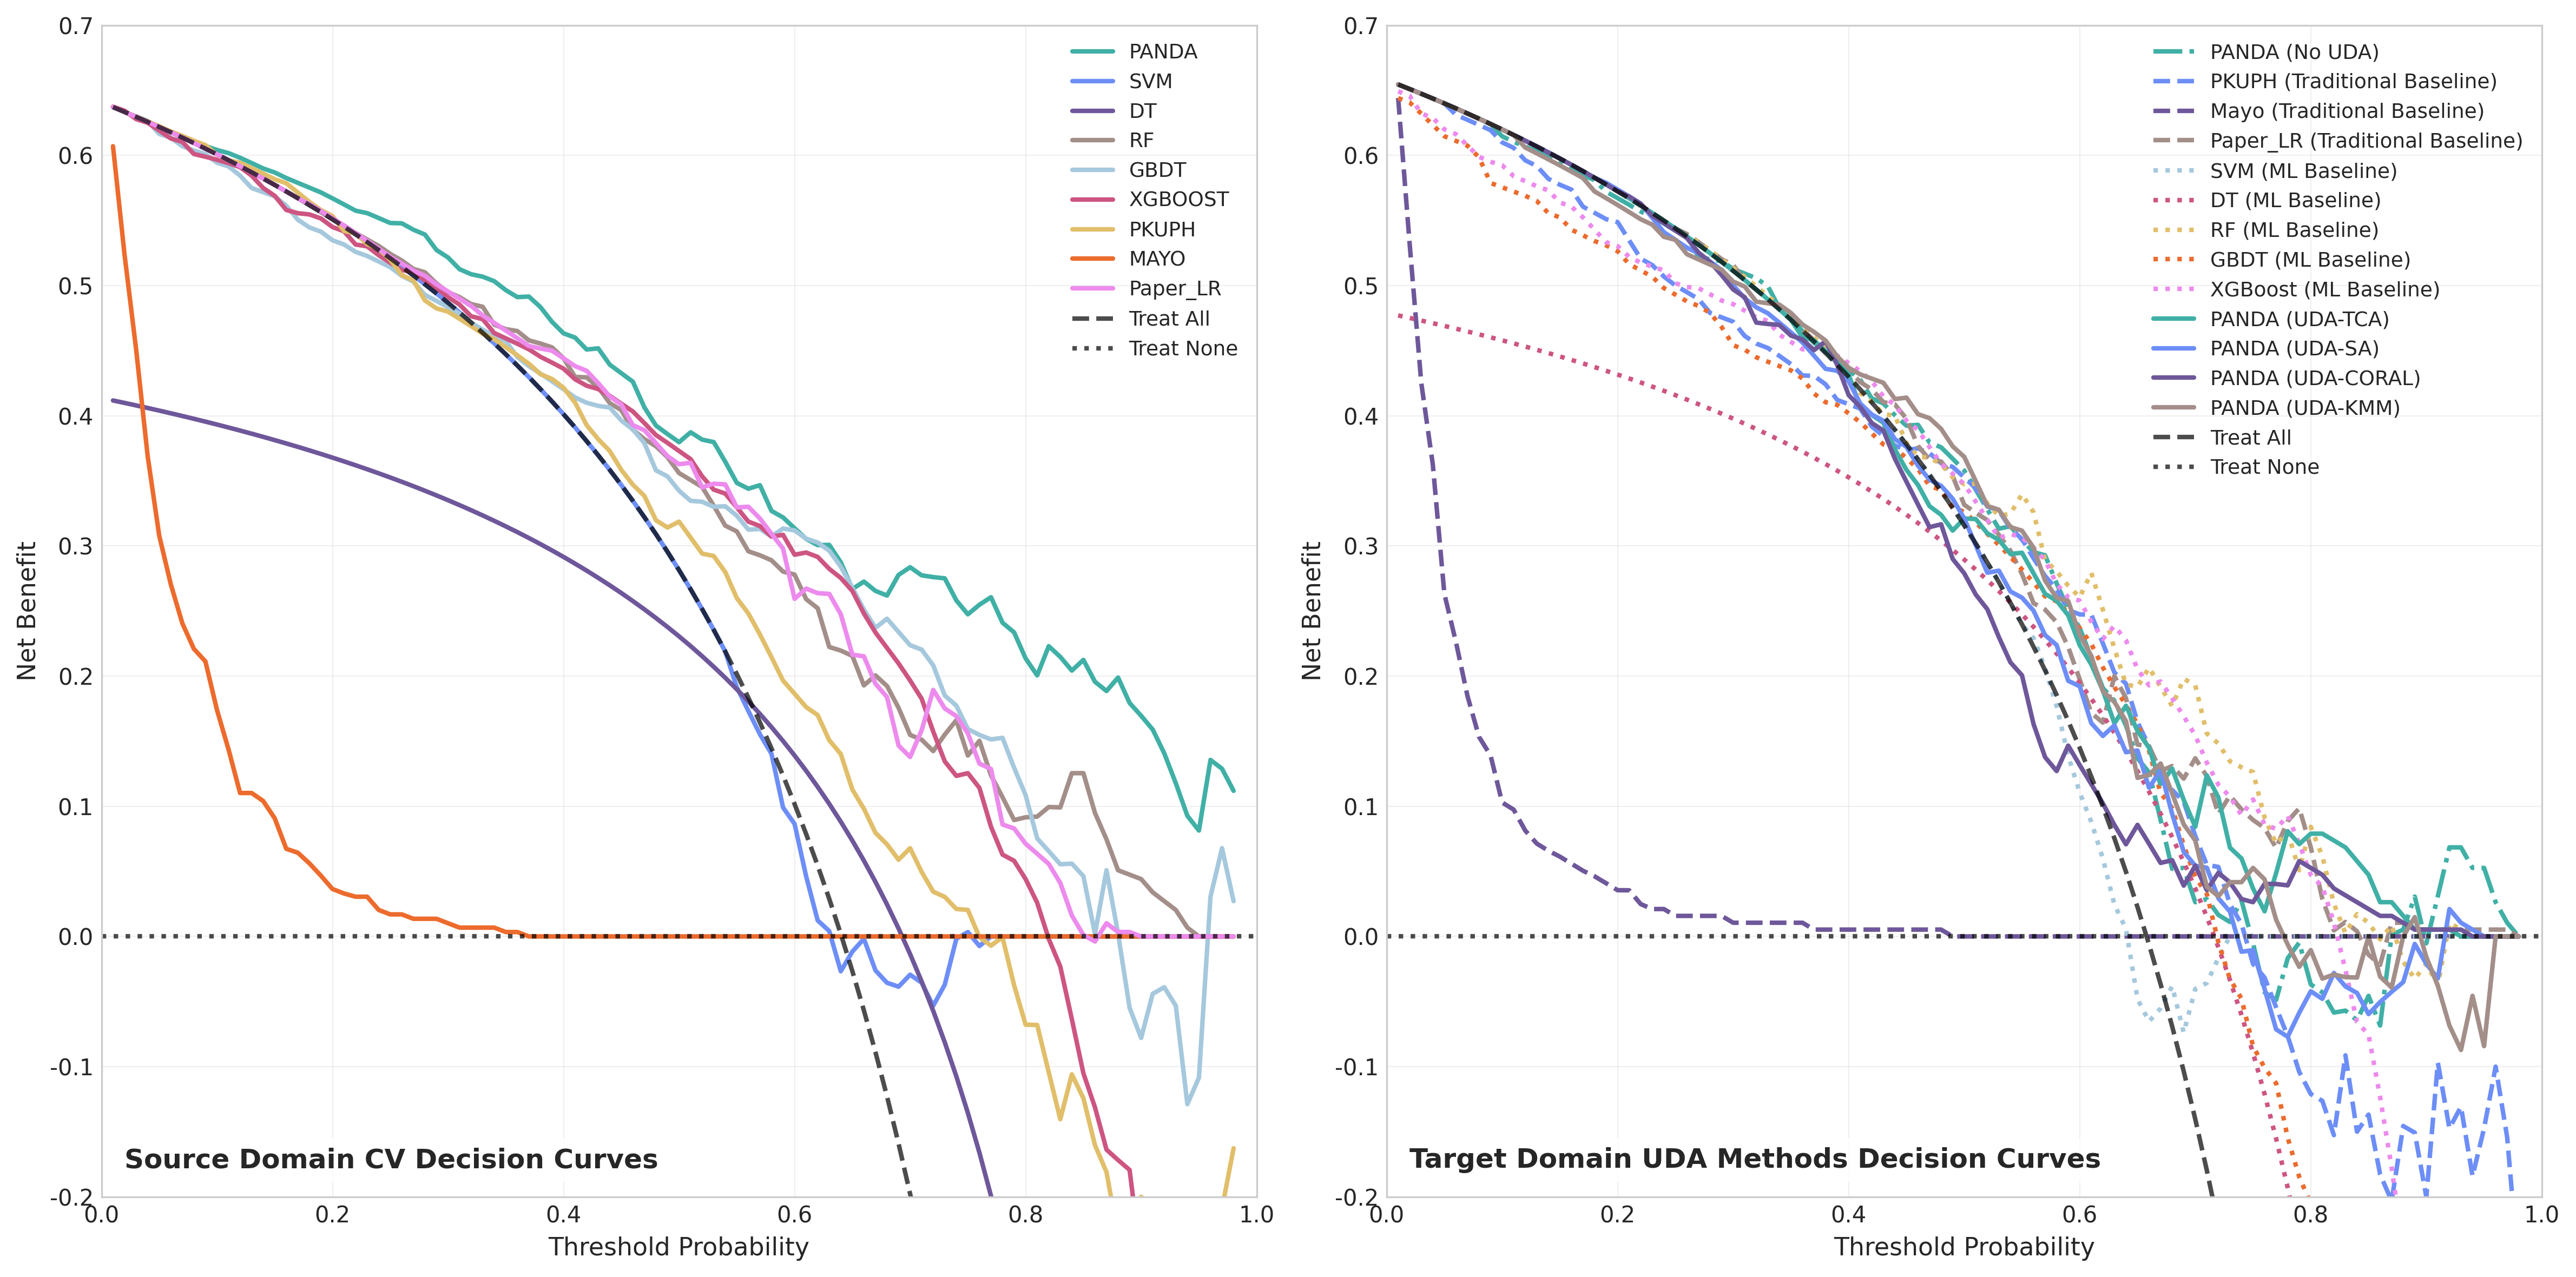 0.7
0.6
0.5
0.4
0.3
0.2
0.1
0.0
-0.1
-0.2
Net Benefit
PANDA
SVM
DT
RF
GBDT
XGBOOST
PKUPH
MAYO
Paper_LR
Treat All
Treat None
Source Domain CV Decision Curves
0.0 0.2 0.4 0.6 0.8 1.0
Threshold Probability
0.7
0.6
0.5
0.4
0.3
0.2
0.1
0.0
-0.1
-0.2
Net Benefit
PANDA (No UDA)
PKUPH (Traditional Baseline)
Mayo (Traditional Baseline)
Paper_LR (Traditional Baseline)
SVM (ML Baseline)
DT (ML Baseline)
RF (ML Baseline)
GBDT (ML Baseline)
XGBoost (ML Baseline)
PANDA (UDA-TCA)
PANDA (UDA-SA)
PANDA (UDA-CORAL)
PANDA (UDA-KMM)
Treat All
Treat None
Target Domain UDA Methods Decision Curves
0.0 0.2 0.4 0.6 0.8 1.0
Threshold Probability